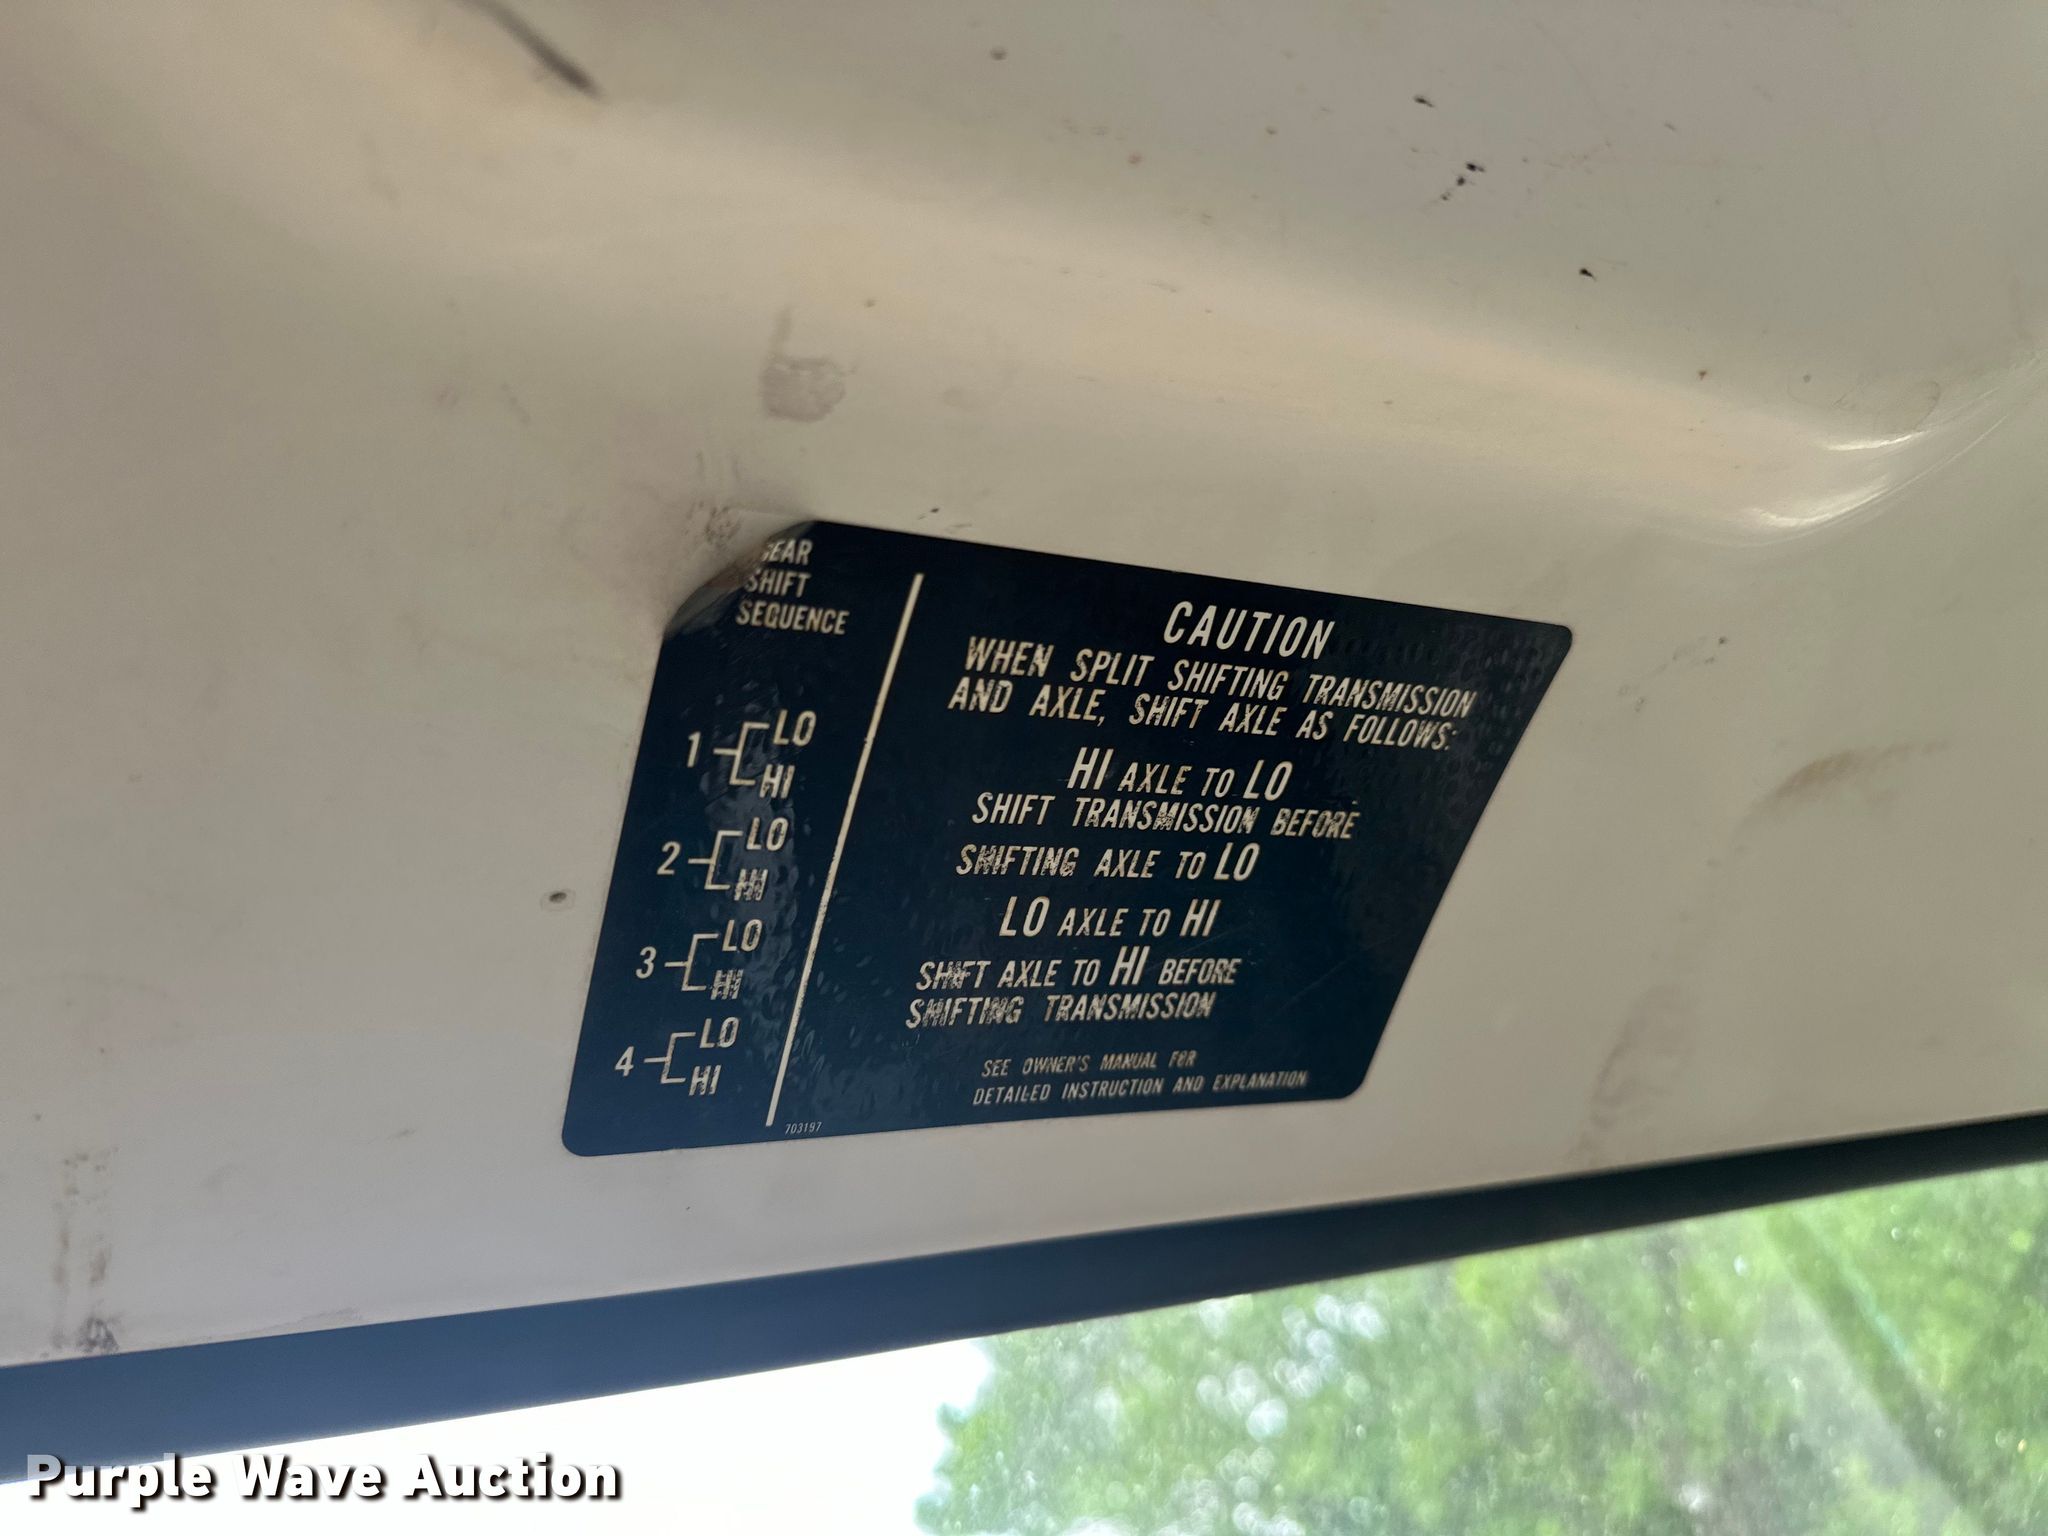 GEAR
SHIFT
SEQUENCE
1 LO
HI
2 LO
HI
3 LO
HI
4 LO
HI
CAUTION
WHEN SPLIT SHIFTING TRANSMISSION
AND AXLE, SHIFT AXLE AS FOLLOWS:
HI AXLE TO LO
SHIFT TRANSMISSION BEFORE
SHIFTING AXLE TO LO
LO AXLE TO HI
SHIFT AXLE TO HI BEFORE
SHIFTING TRANSMISSION
SEE OWNER'S MANUAL FOR
DETAILED INSTRUCTION AND EXPLANATION
703197
Purple Wave Auction